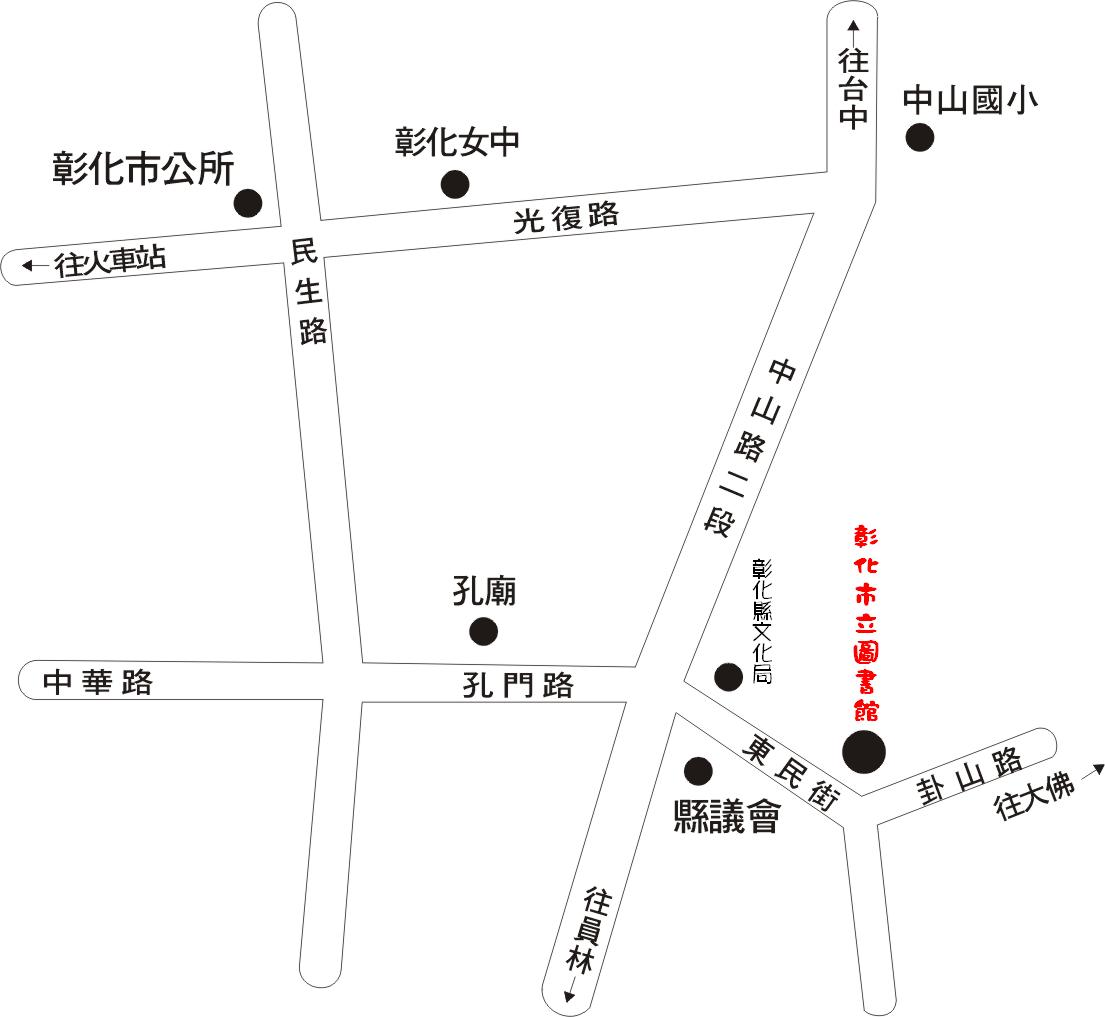 往台中
中山國小
彰化女中
彰化市公所
光復路
往火車站
民生路
中山路二段
彰化市立圖書館
彰化縣文化局
孔廟
中華路
孔門路
東民街
卦山路
往大佛
縣議會
往員林